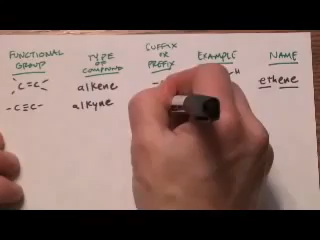 FUNCTIONAL GROUP TYPE OF COMPOUND SUFFIX OR PREFIX EXAMPLE NAME
C=C alkene ethene
-C≡C- alkyne